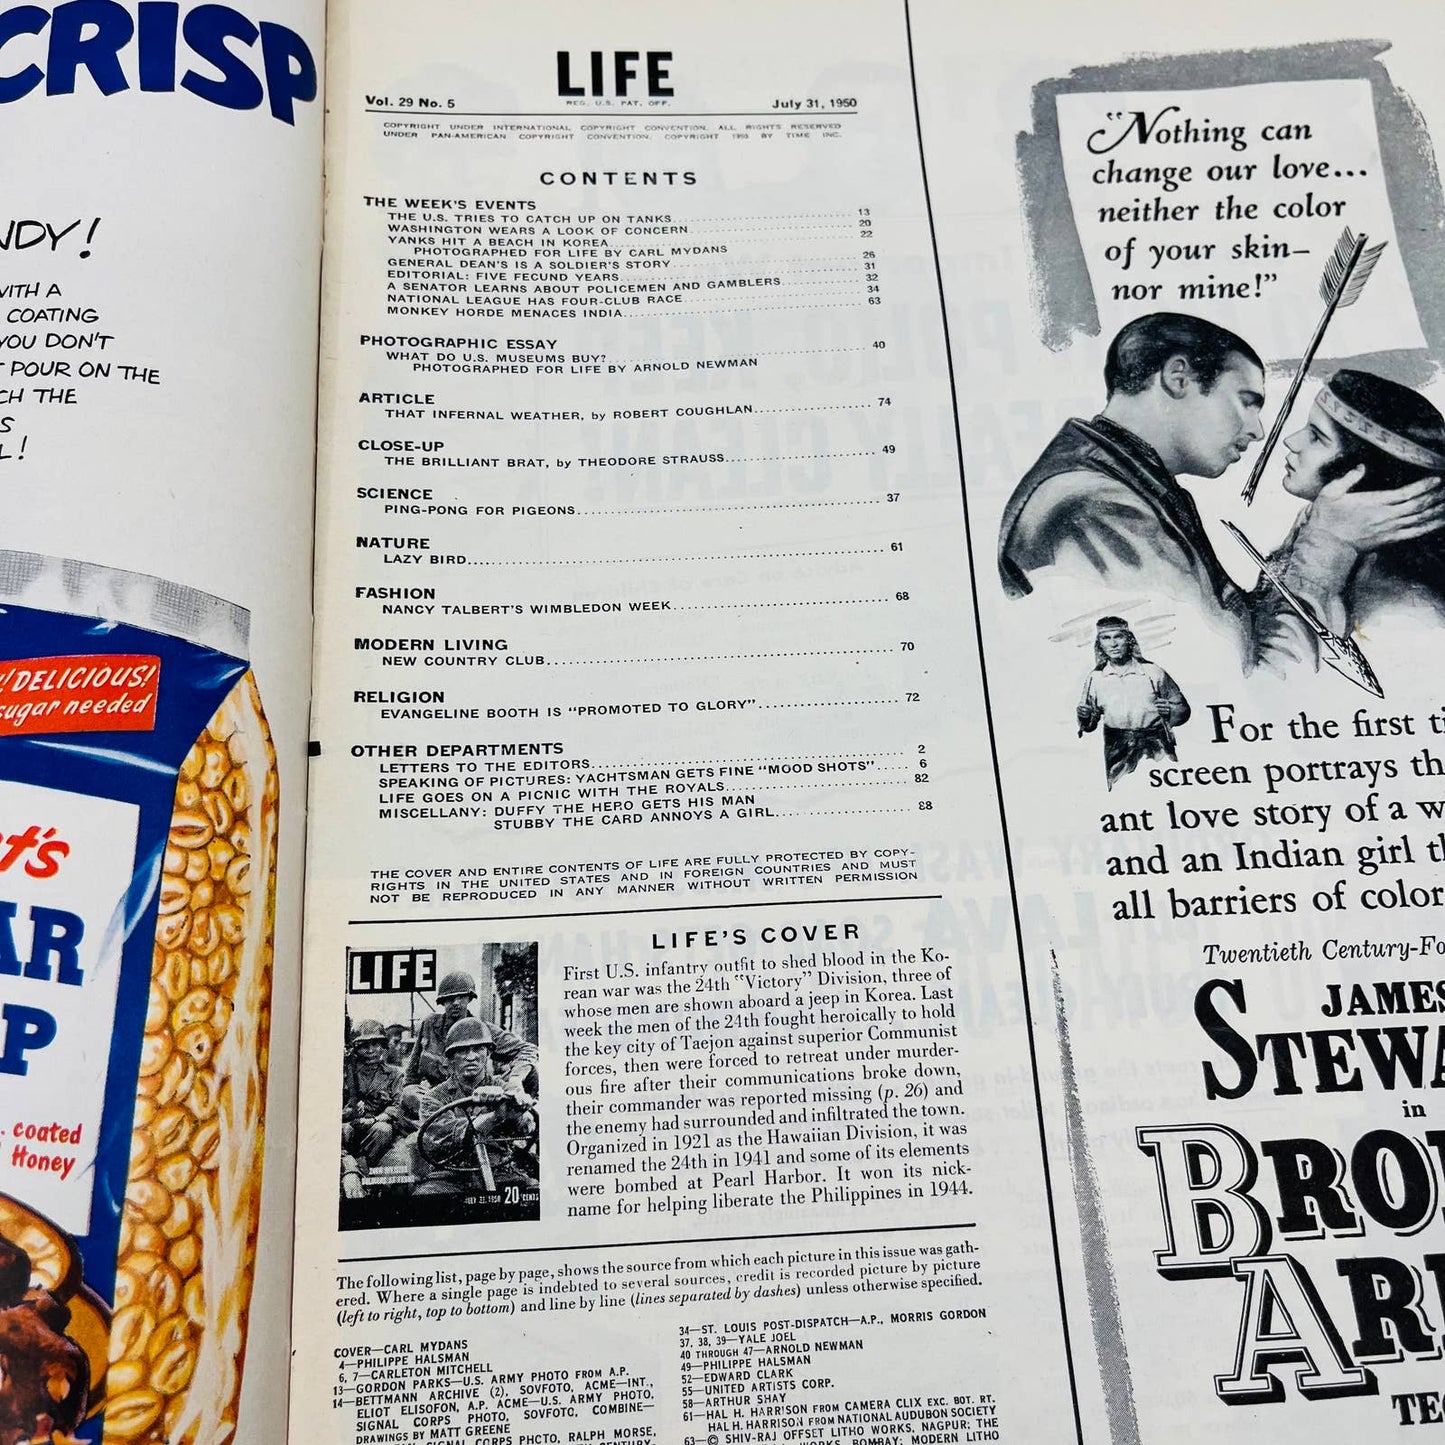 CRISP
NDY!
WITH A
COATING
YOU DON'T
POUR ON THE
CH THE
S
L!
DELICIOUS!
sugar needed
t's
AR
P
coated
Honey
LIFE
REG. U.S. PAT. OFF.
Vol. 29 No. 5 July 31, 1950
COPYRIGHT UNDER INTERNATIONAL COPYRIGHT CONVENTION. ALL RIGHTS RESERVED
UNDER PAN-AMERICAN COPYRIGHT CONVENTION. COPYRIGHT 1950 BY TIME INC.
CONTENTS
THE WEEK'S EVENTS
THE U.S. TRIES TO CATCH UP ON TANKS 13
WASHINGTON WEARS A LOOK OF CONCERN 20
YANKS HIT A BEACH IN KOREA 22
PHOTOGRAPHED FOR LIFE BY CARL MYDANS
GENERAL DEAN'S IS A SOLDIER'S STORY 26
EDITORIAL: FIVE FECUND YEARS 31
A SENATOR LEARNS ABOUT POLICEMEN AND GAMBLERS 32
NATIONAL LEAGUE HAS FOUR-CLUB RACE 34
MONKEY HORDE MENACES INDIA 63
PHOTOGRAPHIC ESSAY
WHAT DO U.S. MUSEUMS BUY? 40
PHOTOGRAPHED FOR LIFE BY ARNOLD NEWMAN
ARTICLE
THAT INFERNAL WEATHER, by ROBERT COUGHLAN 74
CLOSE-UP
THE BRILLIANT BRAT, by THEODORE STRAUSS 49
SCIENCE
PING-PONG FOR PIGEONS 37
NATURE
LAZY BIRD 61
FASHION
NANCY TALBERT'S WIMBLEDON WEEK 68
MODERN LIVING
NEW COUNTRY CLUB 70
RELIGION
EVANGELINE BOOTH IS "PROMOTED TO GLORY" 72
OTHER DEPARTMENTS
LETTERS TO THE EDITORS 2
SPEAKING OF PICTURES: YACHTSMAN GETS FINE "MOOD SHOTS" 6
LIFE GOES ON A PICNIC WITH THE ROYALS 82
MISCELLANY: DUFFY THE HERO GETS HIS MAN
STUBBY THE CARD ANNOYS A GIRL 88
THE COVER AND ENTIRE CONTENTS OF LIFE ARE FULLY PROTECTED BY COPY-
RIGHTS IN THE UNITED STATES AND IN FOREIGN COUNTRIES AND MUST
NOT BE REPRODUCED IN ANY MANNER WITHOUT WRITTEN PERMISSION
LIFE
20 CENTS
LIFE'S COVER
First U.S. infantry outfit to shed blood in the Ko-
rean war was the 24th "Victory" Division, three of
whose men are shown aboard a jeep in Korea. Last
week the men of the 24th fought heroically to hold
the key city of Taejon against superior Communist
forces, then were forced to retreat under murder-
ous fire after their communications broke down,
their commander was reported missing (p. 26) and
the enemy had surrounded and infiltrated the town.
Organized in 1921 as the Hawaiian Division, it was
renamed the 24th in 1941 and some of its elements
were bombed at Pearl Harbor. It won its nick-
name for helping liberate the Philippines in 1944.
The following list, page by page, shows the source from which each picture in this issue was gath-
ered. Where a single page is indebted to several sources, credit is recorded picture by picture
(left to right, top to bottom) and line by line (lines separated by dashes) unless otherwise specified.
COVER—CARL MYDANS
4—PHILIPPE HALSMAN
6, 7—CARLETON MITCHELL
13—GORDON PARKS—U.S. ARMY PHOTO FROM A.P.
14—BETTMANN ARCHIVE (2), SOVFOTO, ACME—INT.,
ELIOT ELISOFON, A.P. ACME—U.S. ARMY PHOTO,
SIGNAL CORPS PHOTO, SOVFOTO, COMBINE—
DRAWINGS BY MATT GREENE
SIGNAL CORPS PHOTO, RALPH MORSE,
34—ST. LOUIS POST-DISPATCH—A.P., MORRIS GORDON
37, 38, 39—YALE JOEL
40 THROUGH 47—ARNOLD NEWMAN
49—PHILIPPE HALSMAN
52—EDWARD CLARK
55—UNITED ARTISTS CORP.
58—ARTHUR SHAY
61—HAL H. HARRISON FROM CAMERA CLIX EXC. BOT. RT.
HAL H. HARRISON FROM NATIONAL AUDUBON SOCIETY
63—© SHIV-RAJ OFFSET LITHO WORKS, NAGPUR; THE
WORKS, BOMBAY; MODERN LITHO
"Nothing can
change our love...
neither the color
of your skin–
nor mine!"
For the first ti
screen portrays th
ant love story of a w
and an Indian girl th
all barriers of color
Twentieth Century-Fo
JAMES
STEWA
in
BRO
ARR
TEC